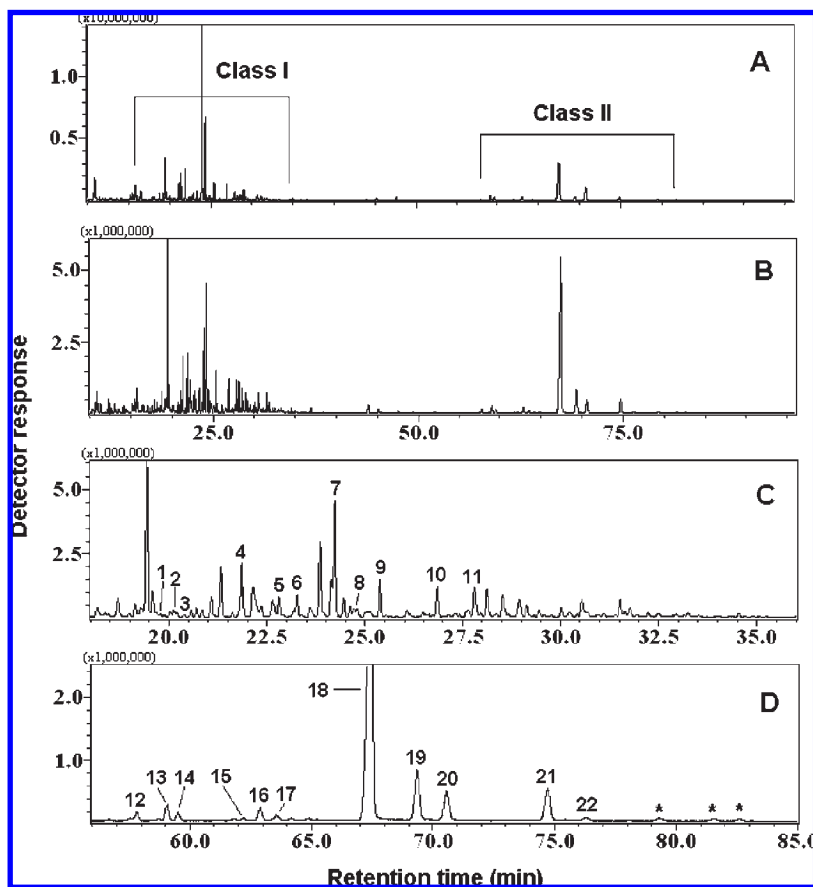 (x10,000,000)
1.0
0.5
Class I
Class II
A
(x1,000,000)
5.0
2.5
B
25.0 50.0 75.0
Detector response
(x1,000,000)
5.0
2.5
C
1 2 3 4 5 6 7 8 9 10 11
20.0 22.5 25.0 27.5 30.0 32.5 35.0
(x1,000,000)
2.0
1.0
D
12 13 14 15 16 17 18 19 20 21 22 * * *
60.0 65.0 70.0 75.0 80.0 85.0
Retention time (min)